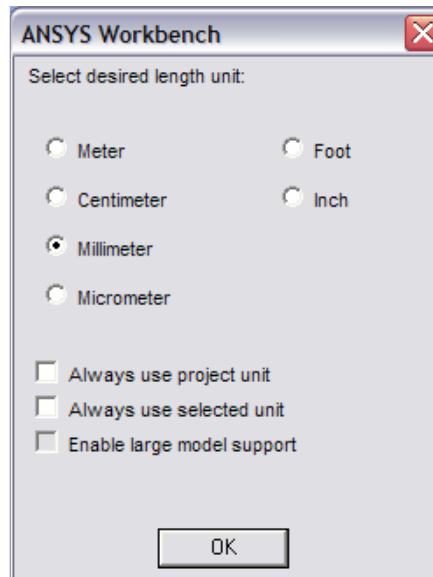 ANSYS Workbench
Select desired length unit:
Meter
Foot
Centimeter
Inch
Millimeter
Micrometer
Always use project unit
Always use selected unit
Enable large model support
OK